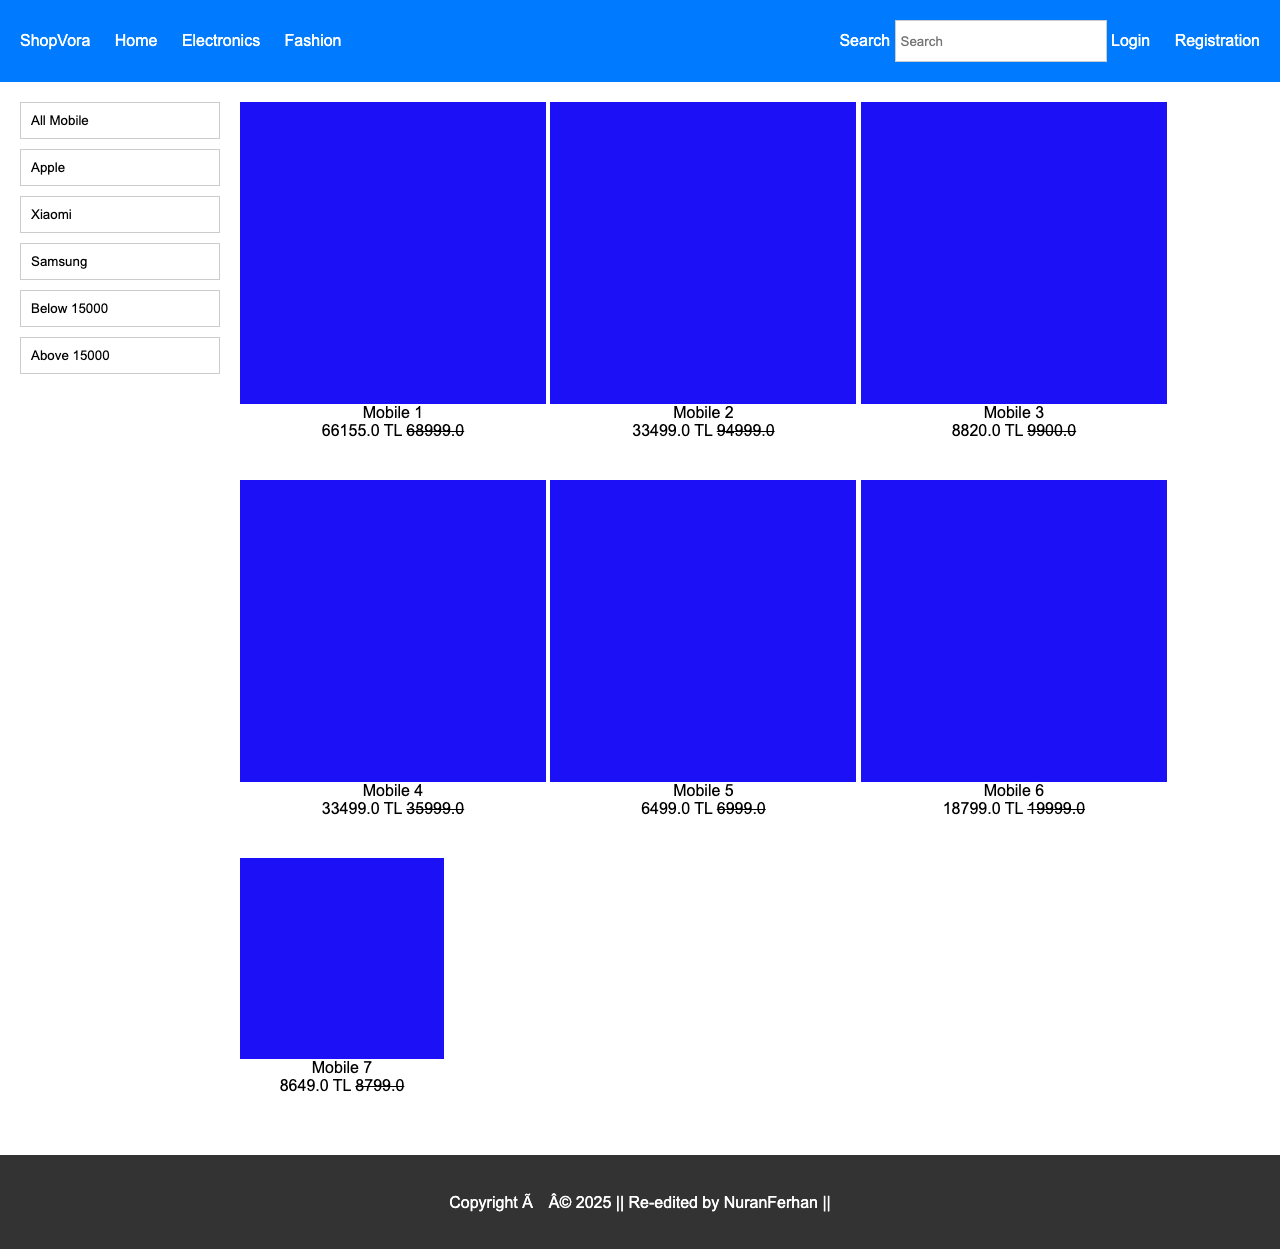 ShopVora Home Electronics Fashion Search Search Login Registration
All Mobile
Apple
Xiaomi
Samsung
Below 15000
Above 15000
Mobile 1
66155.0 TL 68999.0
Mobile 2
33499.0 TL 94999.0
Mobile 3
8820.0 TL 9900.0
Mobile 4
33499.0 TL 35999.0
Mobile 5
6499.0 TL 6999.0
Mobile 6
18799.0 TL 19999.0
Mobile 7
8649.0 TL 8799.0
Copyright Ã Â© 2025 || Re-edited by NuranFerhan ||